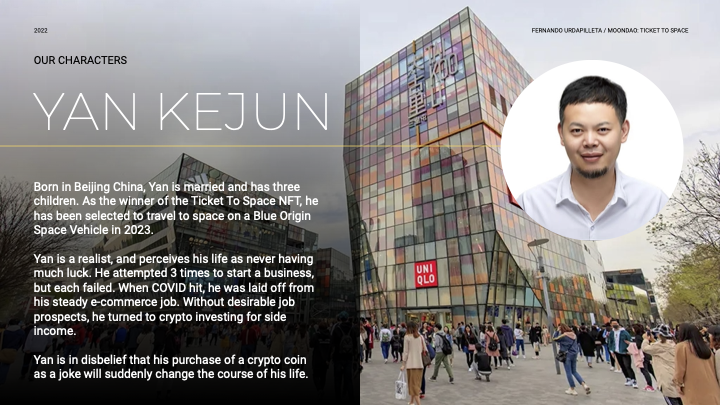 2022
FERNANDO URDAPILLETA / MOONDAO: TICKET TO SPACE
OUR CHARACTERS
YAN KEJUN
Born in Beijing China, Yan is married and has three
children. As the winner of the Ticket To Space NFT, he
has been selected to travel to space on a Blue Origin
Space Vehicle in 2023.
Yan is a realist, and perceives his life as never having
much luck. He attempted 3 times to start a business,
but each failed. When COVID hit, he was laid off from
his steady e-commerce job. Without desirable job
prospects, he turned to crypto investing for side
income.
Yan is in disbelief that his purchase of a crypto coin
as a joke will suddenly change the course of his life.
UNI
QLO